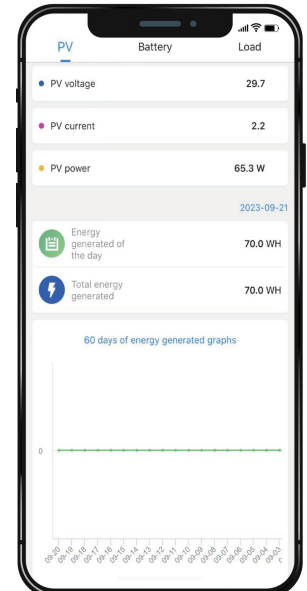 PV Battery Load
PV voltage 29.7
PV current 2.2
PV power 65.3 W
2023-09-21
Energy
generated of
the day
70.0 WH
Total energy
generated
70.0 WH
60 days of energy generated graphs
0
09-20 09-19 09-18 09-17 09-16 09-15 09-14 09-13 09-12 09-11 09-10 09-09 09-08 09-07 09-06 09-05 09-04 09-03